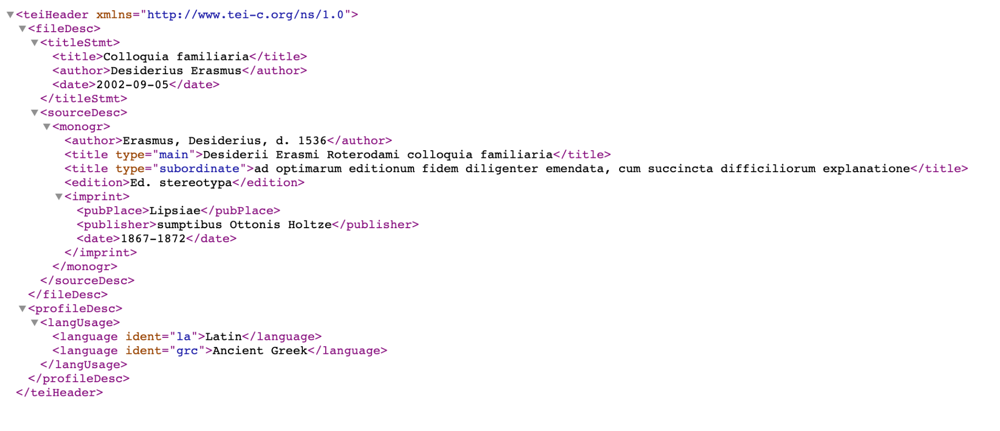 <teiHeader xmlns="http://www.tei-c.org/ns/1.0">
<fileDesc>
<titleStmt>
<title>Colloquia familiaria</title>
<author>Desiderius Erasmus</author>
<date>2002-09-05</date>
</titleStmt>
<sourceDesc>
<monogr>
<author>Erasmus, Desiderius, d. 1536</author>
<title type="main">Desiderii Erasmi Roterodami colloquia familiaria</title>
<title type="subordinate">ad optimarum editionum fidem diligenter emendata, cum succincta difficiliorum explanatione</title>
<edition>Ed. stereotypa</edition>
<imprint>
<pubPlace>Lipsiae</pubPlace>
<publisher>sumptibus Ottonis Holtze</publisher>
<date>1867-1872</date>
</imprint>
</monogr>
</sourceDesc>
</fileDesc>
<profileDesc>
<langUsage>
<language ident="la">Latin</language>
<language ident="grc">Ancient Greek</language>
</langUsage>
</profileDesc>
</teiHeader>